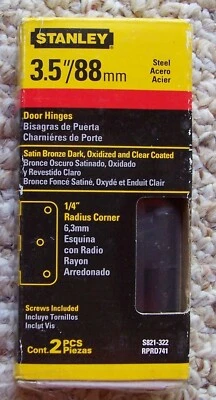 STANLEY
3.5"/88mm
Steel
Acero
Acier
Door Hinges
Bisagras de Puerta
Charnières de Porte
Satin Bronze Dark, Oxidized and Clear Coated
Bronce Oscuro Satinado, Oxidado
y Revestido Claro
Bronce Foncé Satiné, Oxydé et Enduit Clair
1/4"
Radius Corner
6,3mm
Esquina
con Radio
Rayon
Arredonado
Screws Included
Incluye Tornillos
Inclut Vis
Cont. 2 PCS
Piezas
S821-322
RPRD741